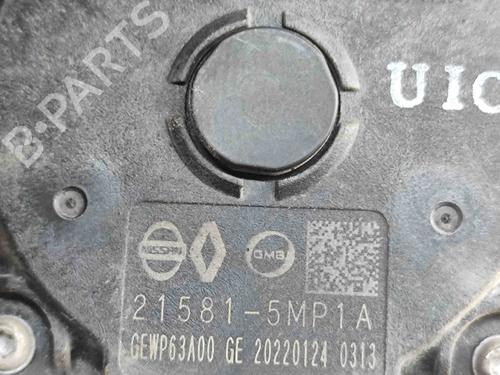 B-PARTS
UIC
NISSAN
GMB
21581-5MP1A
GEWP63A00 GE 20220124 0313